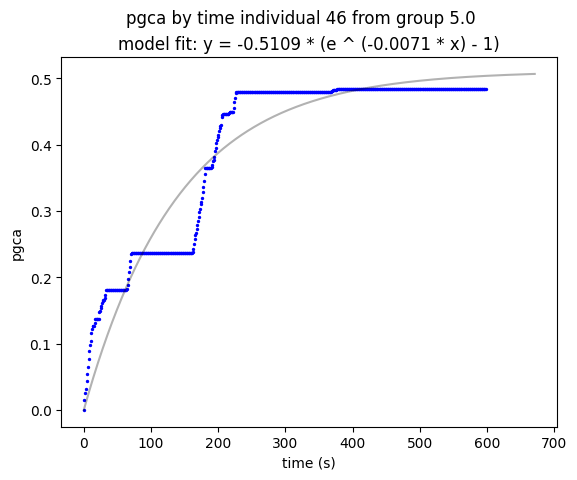 pgca by time individual 46 from group 5.0
model fit: y = -0.5109 * (e ^ (-0.0071 * x) - 1)
0.5
0.4
0.3
0.2
0.1
0.0
pgca
0 100 200 300 400 500 600 700
time (s)